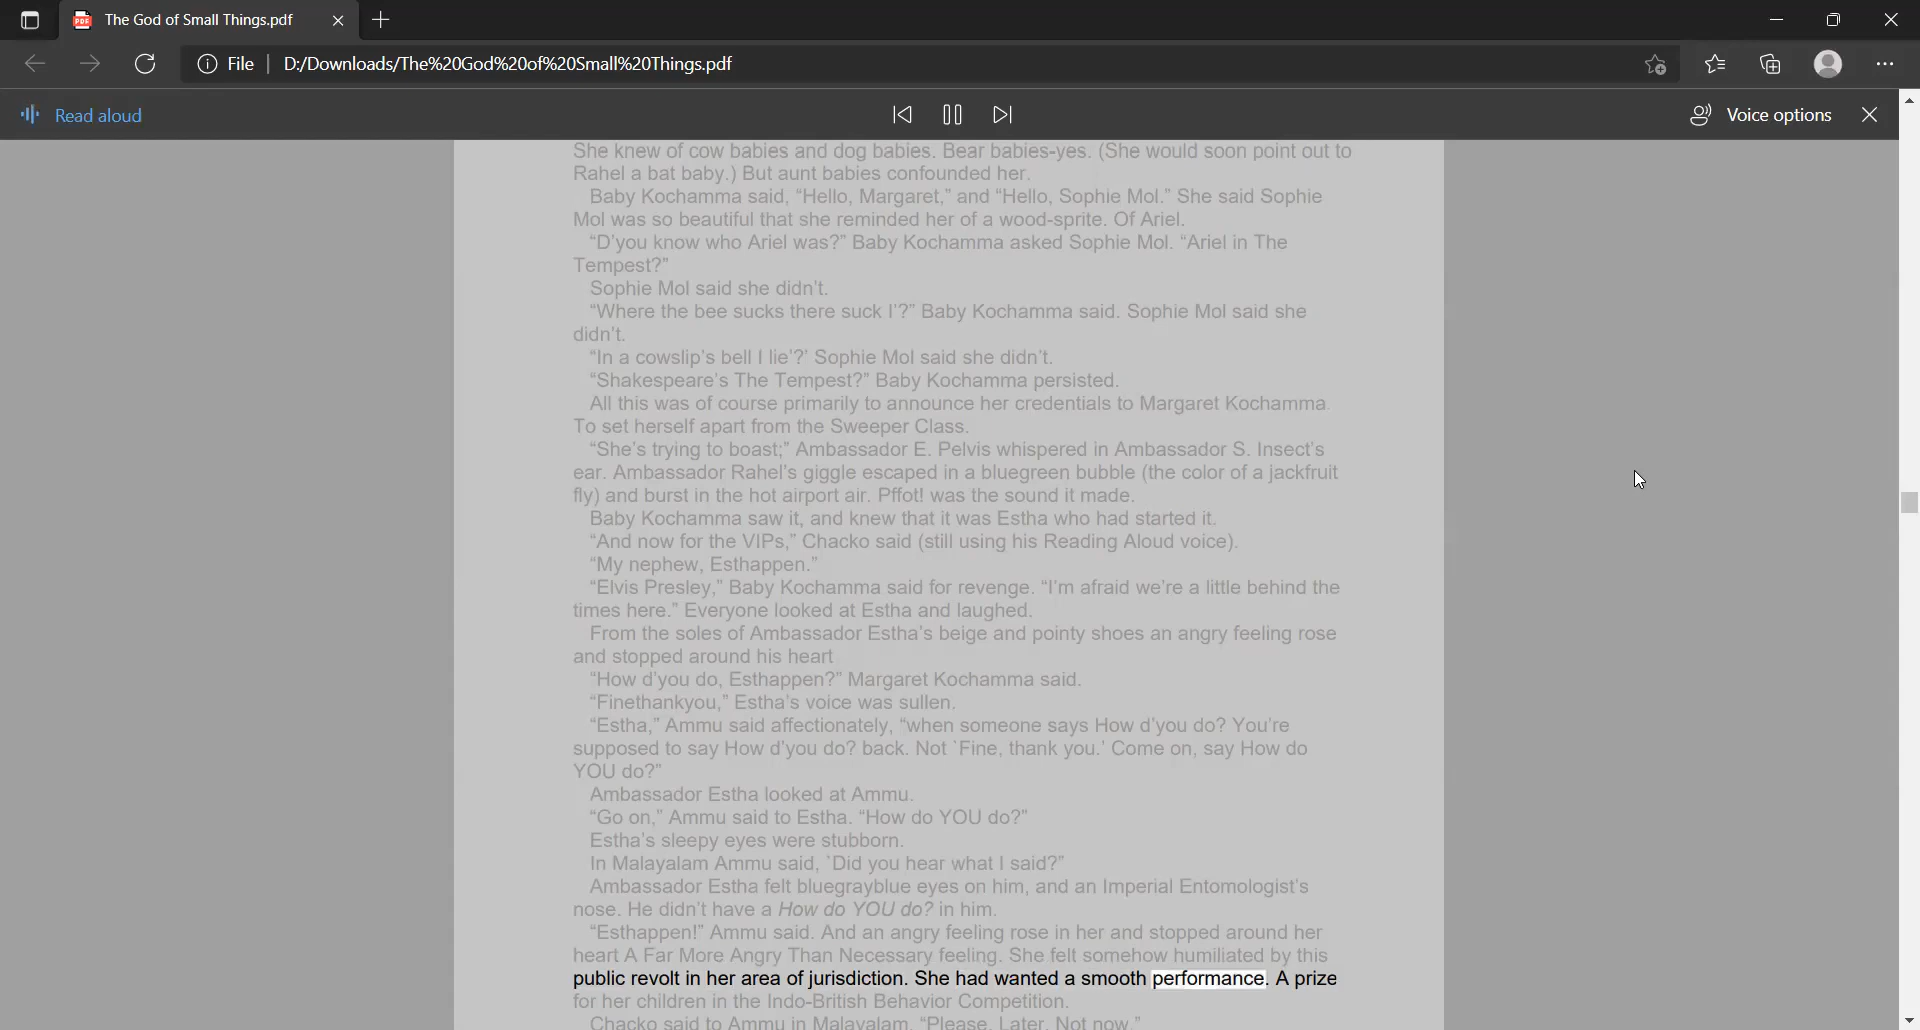 The God of Small Things.pdf
File
D:/Downloads/The%20God%20of%20Small%20Things.pdf
Read aloud
Voice options
She knew of cow babies and dog babies. Bear babies-yes. (She would soon point out to
Rahel a bat baby.) But aunt babies confounded her.
Baby Kochamma said, “Hello, Margaret,” and “Hello, Sophie Mol.” She said Sophie
Mol was so beautiful that she reminded her of a wood-sprite. Of Ariel.
“D’you know who Ariel was?” Baby Kochamma asked Sophie Mol. “Ariel in The
Tempest?”
Sophie Mol said she didn’t.
“Where the bee sucks there suck I’?” Baby Kochamma said. Sophie Mol said she
didn’t.
“In a cowslip’s bell I lie’?’ Sophie Mol said she didn’t.
“Shakespeare’s The Tempest?” Baby Kochamma persisted.
All this was of course primarily to announce her credentials to Margaret Kochamma.
To set herself apart from the Sweeper Class.
“She’s trying to boast;” Ambassador E. Pelvis whispered in Ambassador S. Insect’s
ear. Ambassador Rahel’s giggle escaped in a bluegreen bubble (the color of a jackfruit
fly) and burst in the hot airport air. Pffot! was the sound it made.
Baby Kochamma saw it, and knew that it was Estha who had started it.
“And now for the VIPs,” Chacko said (still using his Reading Aloud voice).
“My nephew, Esthappen.”
“Elvis Presley,” Baby Kochamma said for revenge. “I’m afraid we’re a little behind the
times here.” Everyone looked at Estha and laughed.
From the soles of Ambassador Estha’s beige and pointy shoes an angry feeling rose
and stopped around his heart
“How d’you do, Esthappen?” Margaret Kochamma said.
“Finethankyou,” Estha’s voice was sullen.
“Estha,” Ammu said affectionately, “when someone says How d’you do? You’re
supposed to say How d’you do? back. Not `Fine, thank you.’ Come on, say How do
YOU do?”
Ambassador Estha looked at Ammu.
“Go on,” Ammu said to Estha. “How do YOU do?”
Estha’s sleepy eyes were stubborn.
In Malayalam Ammu said, `Did you hear what I said?”
Ambassador Estha felt bluegrayblue eyes on him, and an Imperial Entomologist’s
nose. He didn’t have a How do YOU do? in him.
“Esthappen!” Ammu said. And an angry feeling rose in her and stopped around her
heart A Far More Angry Than Necessary feeling. She felt somehow humiliated by this
public revolt in her area of jurisdiction. She had wanted a smooth performance. A prize
for her children in the Indo-British Behavior Competition.
Chacko said to Ammu in Malayalam, “Please. Later. Not now.”